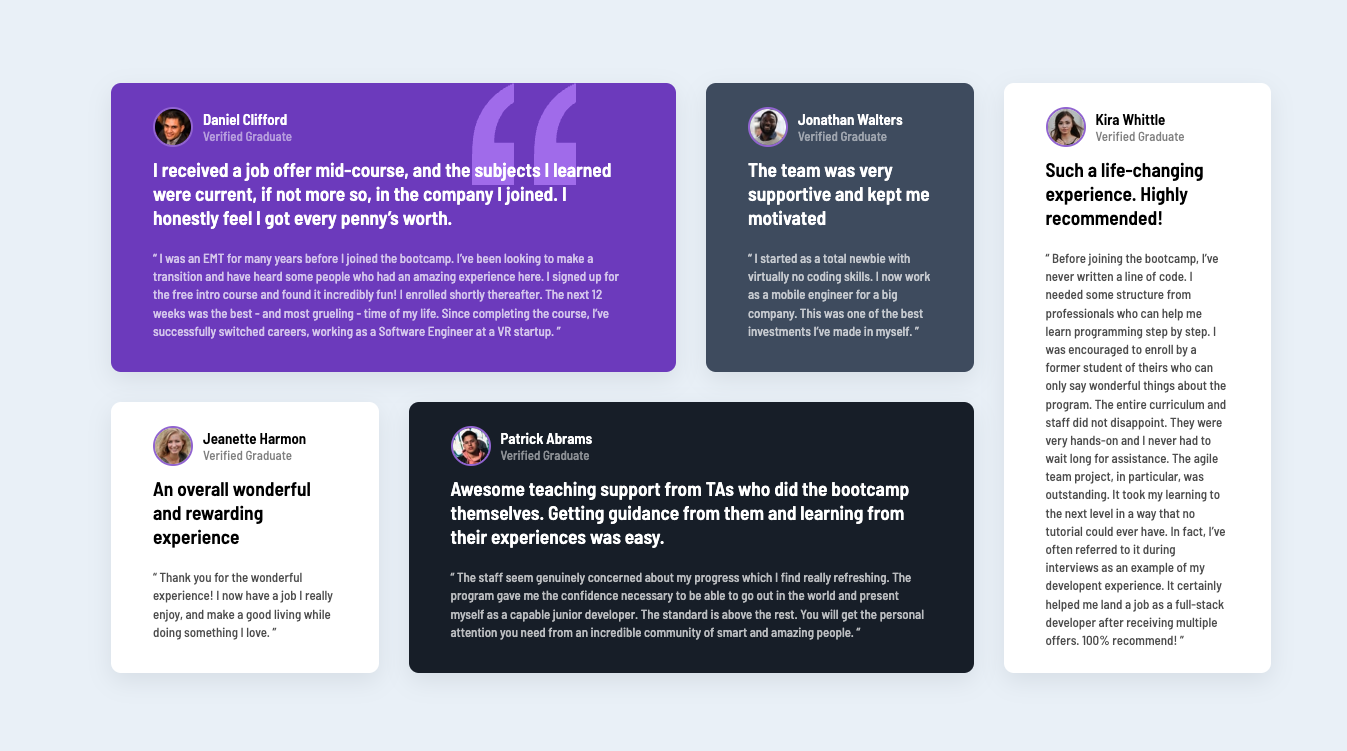 Daniel Clifford
Verified Graduate
I received a job offer mid-course, and the subjects I learned
were current, if not more so, in the company I joined. I
honestly feel I got every penny’s worth.
“ I was an EMT for many years before I joined the bootcamp. I’ve been looking to make a
transition and have heard some people who had an amazing experience here. I signed up for
the free intro course and found it incredibly fun! I enrolled shortly thereafter. The next 12
weeks was the best - and most grueling - time of my life. Since completing the course, I’ve
successfully switched careers, working as a Software Engineer at a VR startup. ”
Jonathan Walters
Verified Graduate
The team was very
supportive and kept me
motivated
“ I started as a total newbie with
virtually no coding skills. I now work
as a mobile engineer for a big
company. This was one of the best
investments I’ve made in myself. ”
Kira Whittle
Verified Graduate
Such a life-changing
experience. Highly
recommended!
“ Before joining the bootcamp, I’ve
never written a line of code. I
needed some structure from
professionals who can help me
learn programming step by step. I
was encouraged to enroll by a
former student of theirs who can
only say wonderful things about the
program. The entire curriculum and
staff did not disappoint. They were
very hands-on and I never had to
wait long for assistance. The agile
team project, in particular, was
outstanding. It took my learning to
the next level in a way that no
tutorial could ever have. In fact, I’ve
often referred to it during
interviews as an example of my
developent experience. It certainly
helped me land a job as a full-stack
developer after receiving multiple
offers. 100% recommend! ”
Jeanette Harmon
Verified Graduate
An overall wonderful
and rewarding
experience
“ Thank you for the wonderful
experience! I now have a job I really
enjoy, and make a good living while
doing something I love. ”
Patrick Abrams
Verified Graduate
Awesome teaching support from TAs who did the bootcamp
themselves. Getting guidance from them and learning from
their experiences was easy.
“ The staff seem genuinely concerned about my progress which I find really refreshing. The
program gave me the confidence necessary to be able to go out in the world and present
myself as a capable junior developer. The standard is above the rest. You will get the personal
attention you need from an incredible community of smart and amazing people. ”